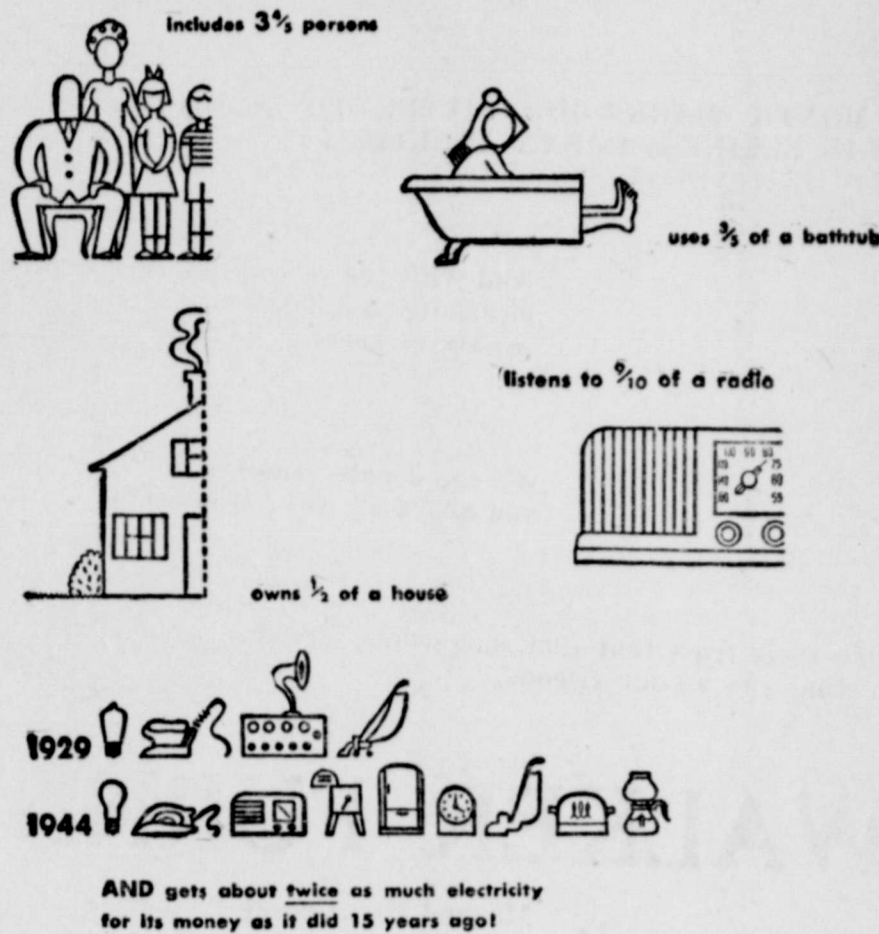 includes 3⅘ persons
uses ⅗ of a bathtub
listens to 9/10 of a radio
owns ½ of a house
1929
1944
AND gets about twice as much electricity
for its money as it did 15 years ago!